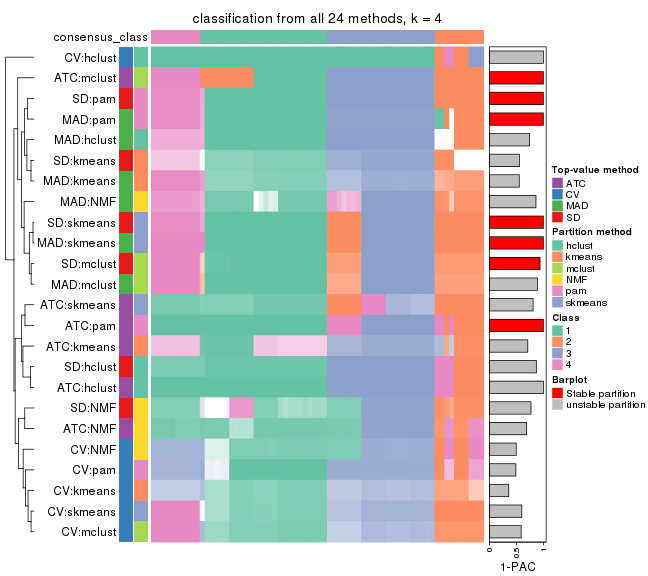 classification from all 24 methods, k = 4
consensus_class
CV:hclust
ATC:mclust
SD:pam
MAD:pam
MAD:hclust
SD:kmeans
MAD:kmeans
MAD:NMF
SD:skmeans
MAD:skmeans
SD:mclust
MAD:mclust
ATC:skmeans
ATC:pam
ATC:kmeans
SD:hclust
ATC:hclust
SD:NMF
ATC:NMF
CV:NMF
CV:pam
CV:kmeans
CV:skmeans
CV:mclust
0
0.5
1
1-PAC
Top-value method
ATC
CV
MAD
SD
Partition method
hclust
kmeans
mclust
NMF
pam
skmeans
Class
1
2
3
4
Barplot
Stable partition
unstable partition